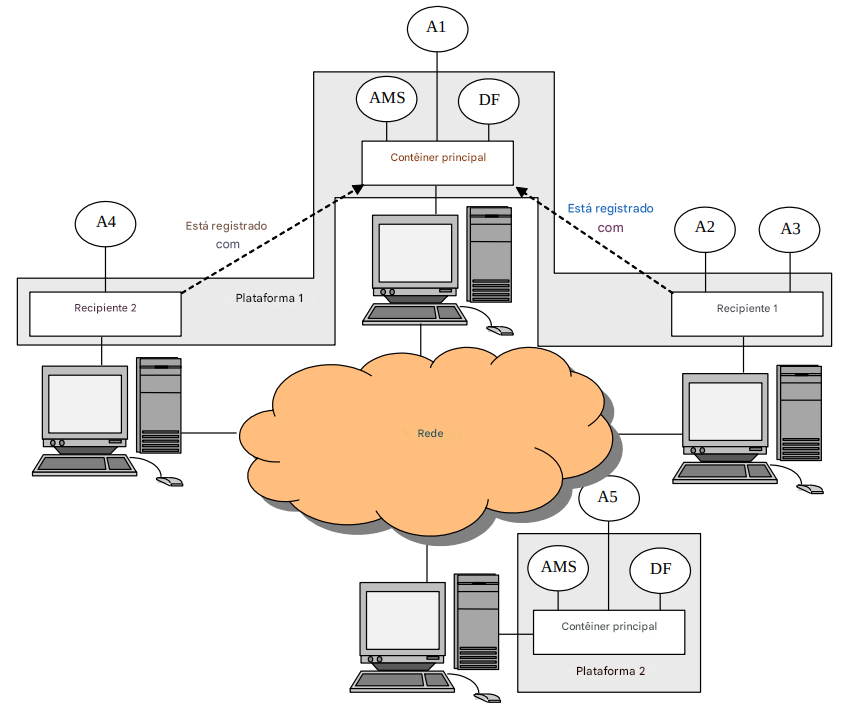 A1
AMS
DF
Contêiner principal
A4
Está registrado
com
Está registrado
com
A2
A3
Recipiente 2
Plataforma 1
Recipiente 1
Rede
A5
AMS
DF
Contêiner principal
Plataforma 2